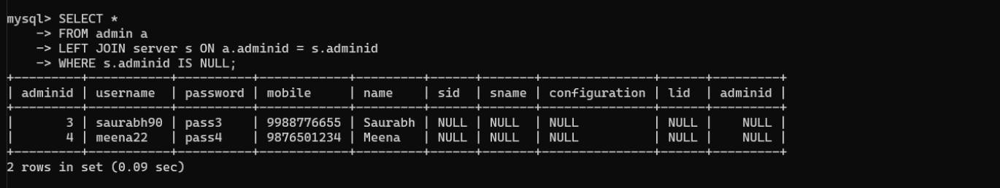 mysql> SELECT *
    -> FROM admin a
    -> LEFT JOIN server s ON a.adminid = s.adminid
    -> WHERE s.adminid IS NULL;
+---------+------------+----------+------------+---------+------+-------+---------------+------+---------+
| adminid | username   | password | mobile     | name    | sid  | sname | configuration | lid  | adminid |
+---------+------------+----------+------------+---------+------+-------+---------------+------+---------+
|       3 | saurabh90 | pass3    | 9988776655 | Saurabh | NULL | NULL  | NULL          | NULL |    NULL |
|       4 | meena22   | pass4    | 9876501234 | Meena   | NULL | NULL  | NULL          | NULL |    NULL |
+---------+------------+----------+------------+---------+------+-------+---------------+------+---------+
2 rows in set (0.09 sec)